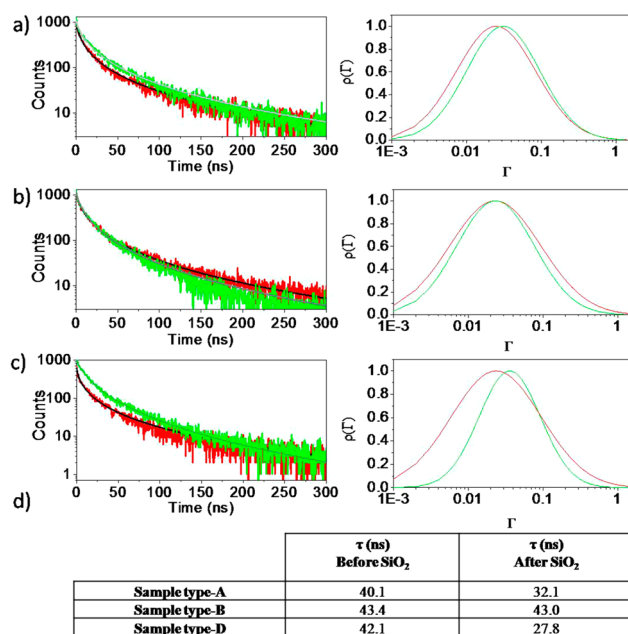 a)
1000
100
10
Counts
0 50 100 150 200 250 300
Time (ns)
1.0
0.8
0.6
0.4
0.2
0.0
ρ(Γ)
1E-3 0.01 0.1 1
Γ
b)
1000
100
10
Counts
0 50 100 150 200 250 300
Time (ns)
1.0
0.8
0.6
0.4
0.2
0.0
ρ(Γ)
1E-3 0.01 0.1 1
Γ
c)
1000
100
10
1
Counts
0 50 100 150 200 250 300
Time (ns)
1.0
0.8
0.6
0.4
0.2
0.0
ρ(Γ)
1E-3 0.01 0.1 1
Γ
d)
τ (ns) τ (ns)
Before SiO₂ After SiO₂
Sample type-A 40.1 32.1
Sample type-B 43.4 43.0
Sample type-D 42.1 27.8